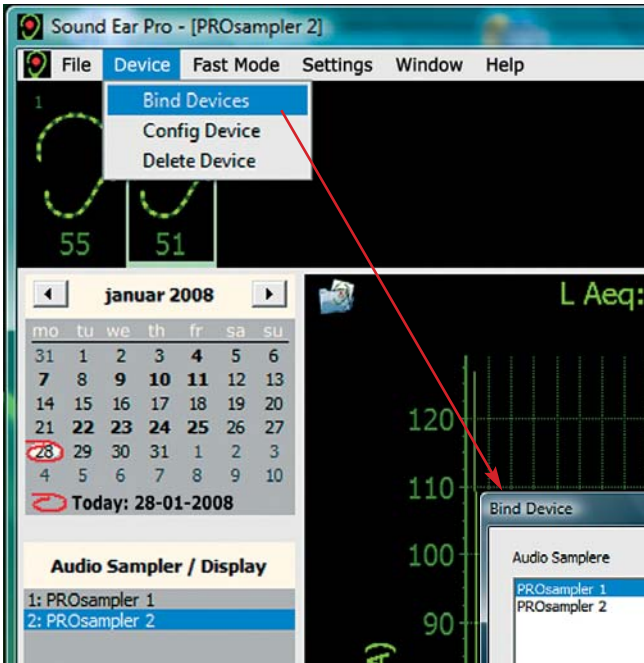 Sound Ear Pro - [PROsampler 2]
File Device Fast Mode Settings Window Help
Bind Devices
Config Device
Delete Device
1
55 51
januar 2008
mo tu we th fr sa su
31 1 2 3 4 5 6
7 8 9 10 11 12 13
14 15 16 17 18 19 20
21 22 23 24 25 26 27
28 29 30 31 1 2 3
4 5 6 7 8 9 10
Today: 28-01-2008
Audio Sampler / Display
1: PROsampler 1
2: PROsampler 2
L Aeq:
120
110
100
90
A)
Bind Device
Audio Samplere
PROsampler 1
PROsampler 2